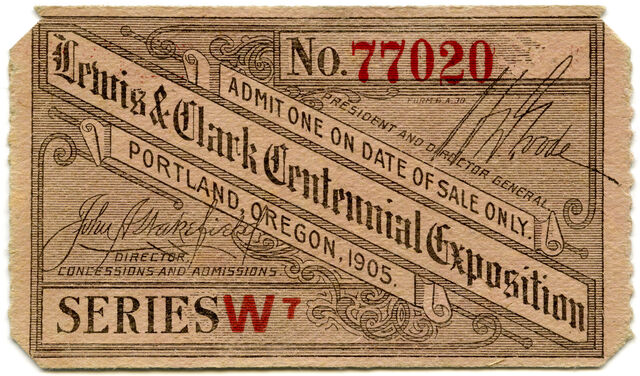 No. 77020
FORM 6 A. 30
Lewis & Clark Centennial Exposition
ADMIT ONE ON DATE OF SALE ONLY.
PORTLAND, OREGON, 1905.
PRESIDENT AND DIRECTOR GENERAL
John A Wakefield
DIRECTOR,
CONCESSIONS AND ADMISSIONS
SERIES W7